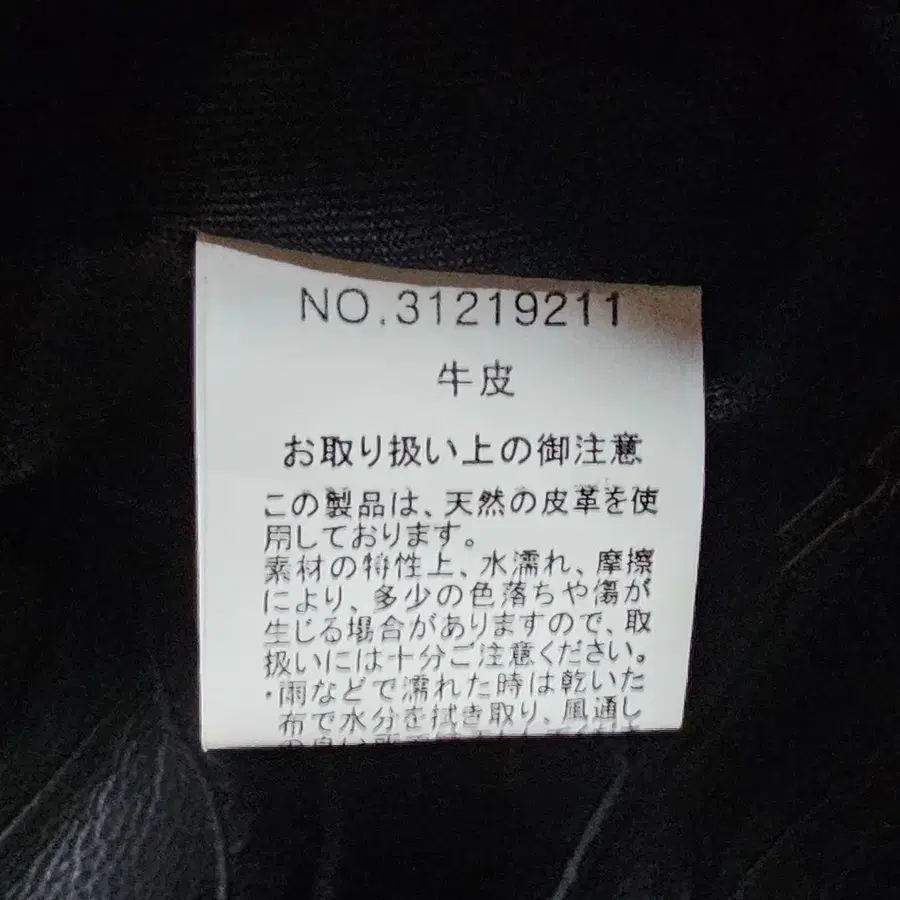 NO.31219211
牛皮
お取り扱い上の御注意
この製品は、天然の皮革を使
用しております。
素材の特性上、水濡れ、摩擦
により、多少の色落ちや傷が
生じる場合がありますので、取
扱いには十分ご注意ください。
・雨などで濡れた時は乾いた
布で水分を拭き取り、風通し
の良い